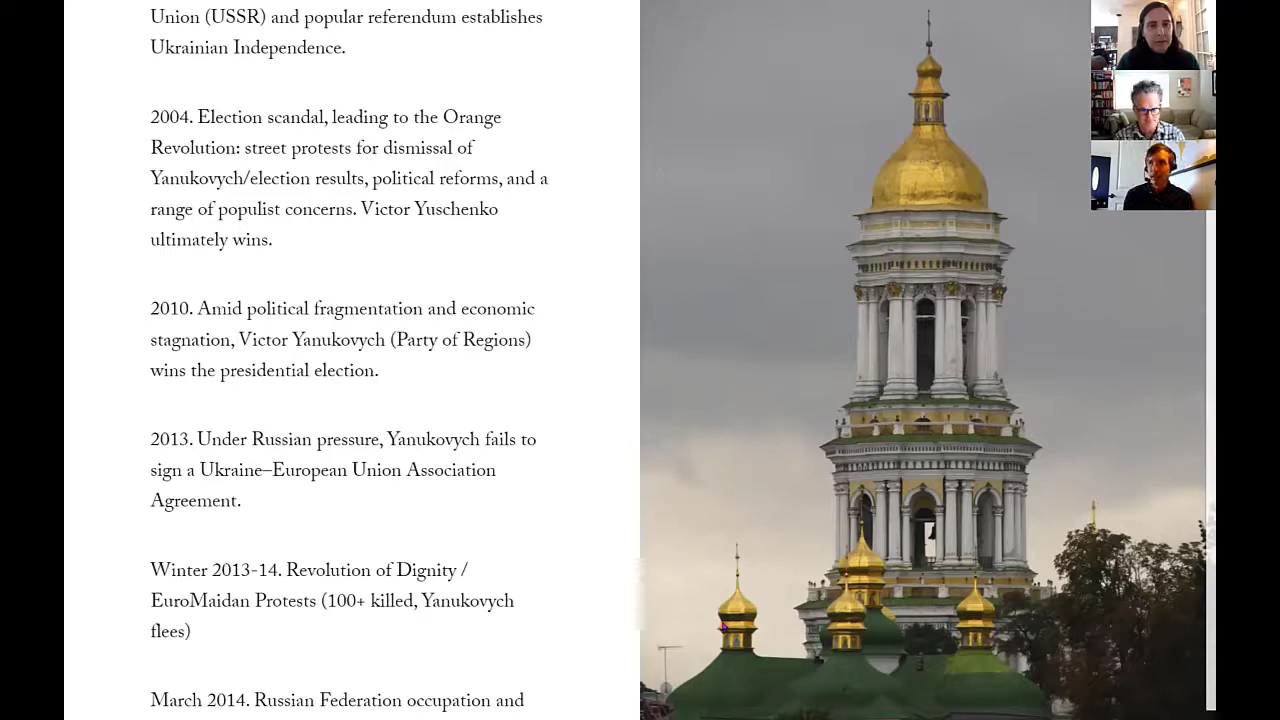 Union (USSR) and popular referendum establishes
Ukrainian Independence.
2004. Election scandal, leading to the Orange
Revolution: street protests for dismissal of
Yanukovych/election results, political reforms, and a
range of populist concerns. Victor Yuschenko
ultimately wins.
2010. Amid political fragmentation and economic
stagnation, Victor Yanukovych (Party of Regions)
wins the presidential election.
2013. Under Russian pressure, Yanukovych fails to
sign a Ukraine–European Union Association
Agreement.
Winter 2013-14. Revolution of Dignity /
EuroMaidan Protests (100+ killed, Yanukovych
flees)
March 2014. Russian Federation occupation and